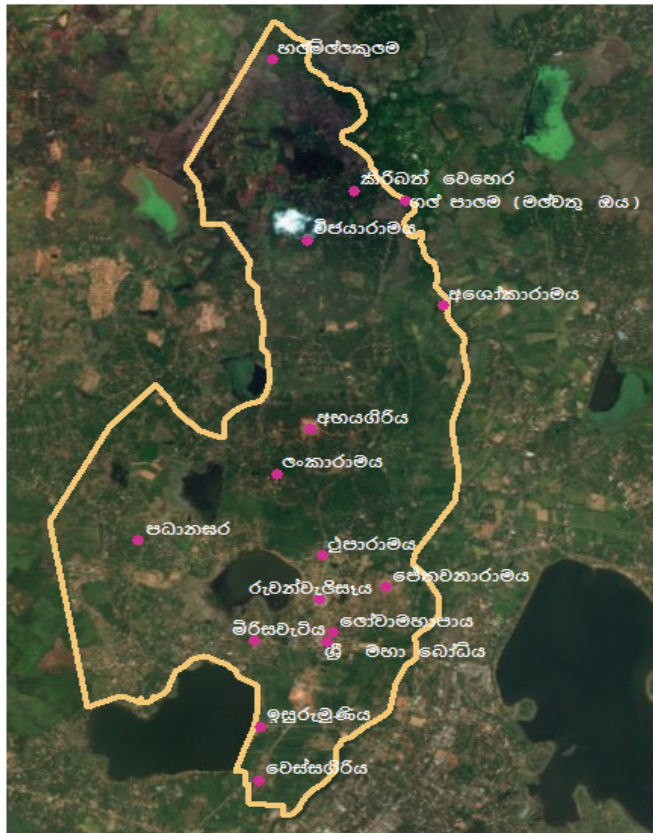 හල්මිල්ලකුලම
කිරිබත් වෙහෙර
ගල් පාලම (මල්වතු ඔය)
විජයාරාමය
අශෝකාරාමය
අභයගිරිය
ලංකාරාමය
පධානඝර
ථුපාරාමය
ජේතවනාරාමය
රුවන්වැලිසෑය
ලෝවාමහාපාය
මිරිසවැටිය
ශ්‍රී මහා බෝධිය
ඉසුරුමුණිය
වෙස්සගිරිය